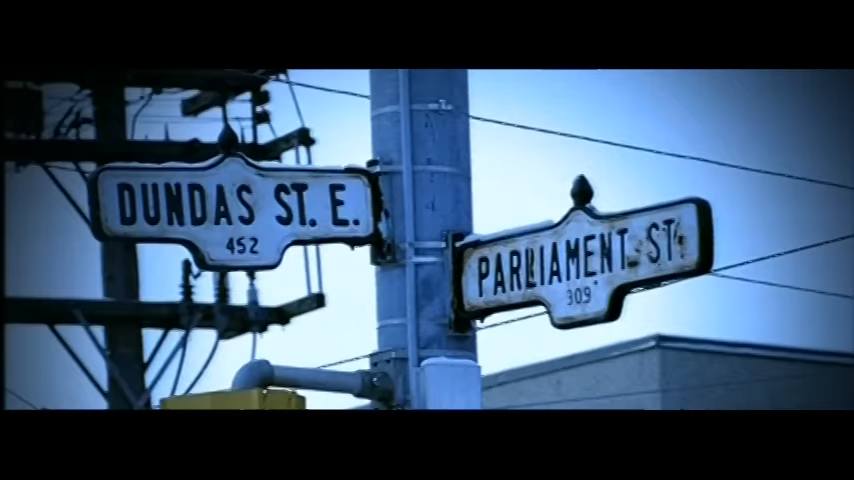 DUNDAS ST. E.
452
PARLIAMENT ST.
309